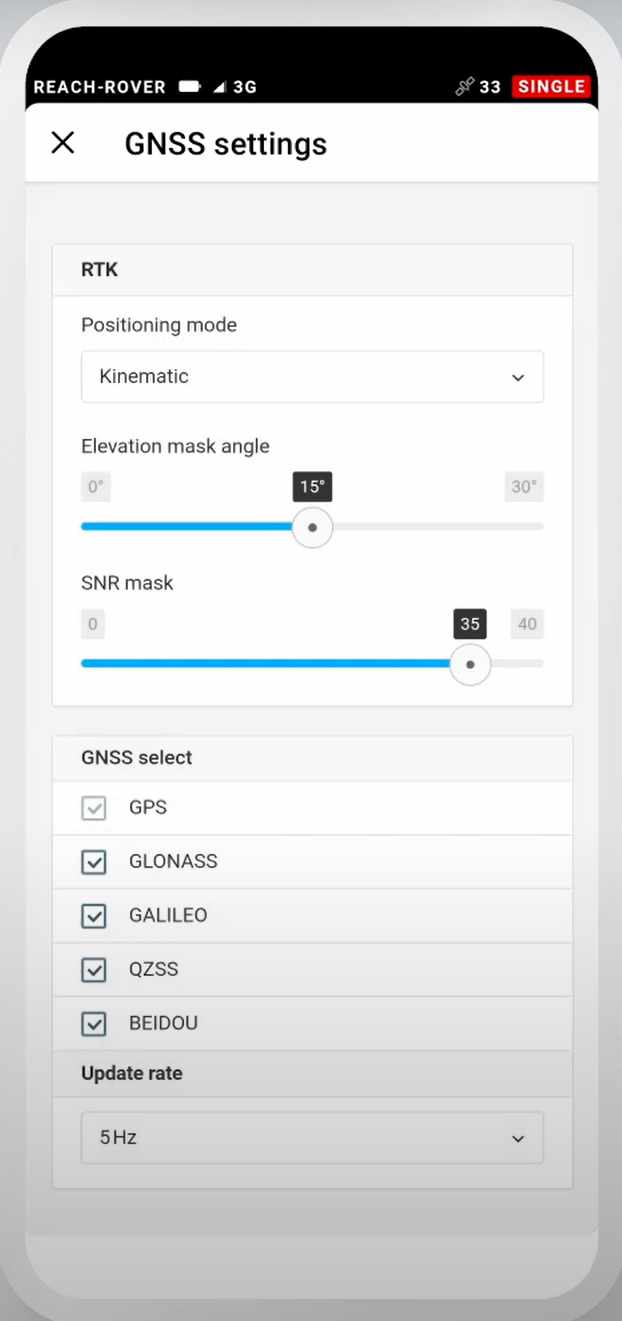 REACH-ROVER 3G 33 SINGLE
GNSS settings
RTK
Positioning mode
Kinematic
Elevation mask angle
0° 15° 30°
SNR mask
0 35 40
GNSS select
GPS
GLONASS
GALILEO
QZSS
BEIDOU
Update rate
5 Hz